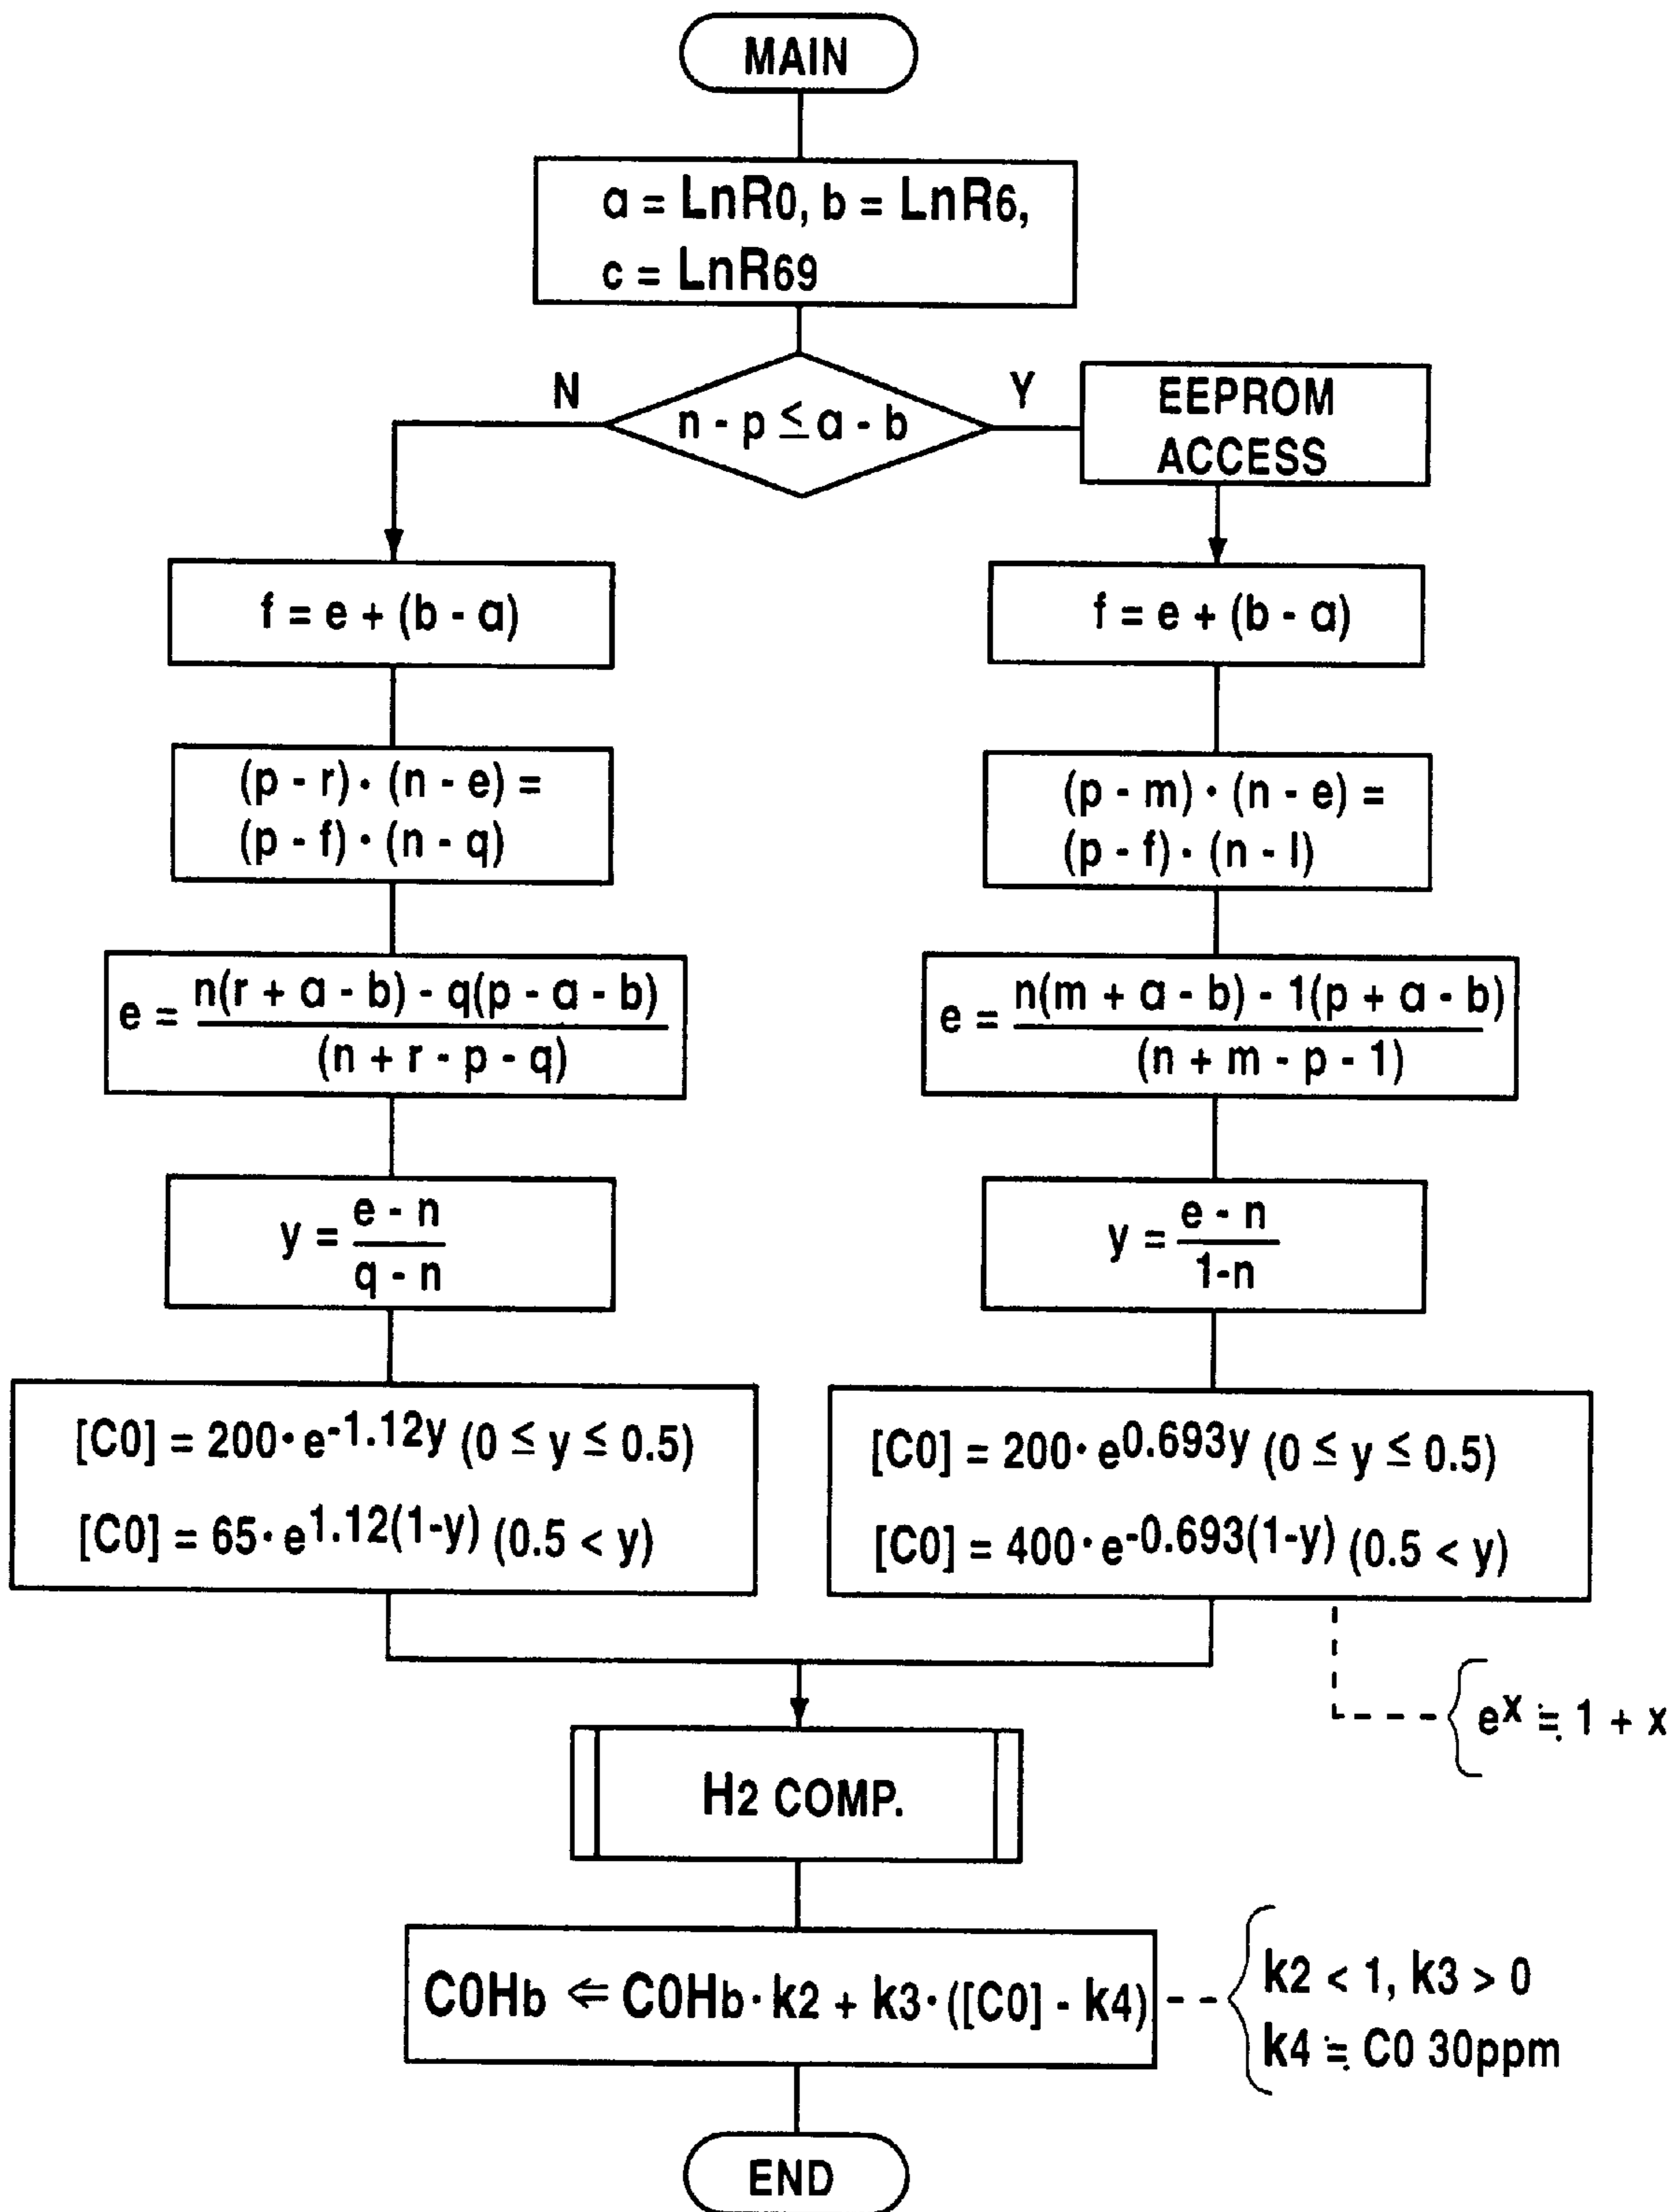 MAIN
a = LnR0, b = LnR6,
c = LnR69
N
n - p ≤ a - b
Y
EEPROM
ACCESS
f = e + (b - a)
f = e + (b - a)
(p - r) · (n - e) =
(p - f) · (n - q)
(p - m) · (n - e) =
(p - f) · (n - l)
e = n(r + a - b) - q(p - a - b)
(n + r - p - q)
e = n(m + a - b) - 1(p + a - b)
(n + m - p - 1)
y = e - n
q - n
y = e - n
1-n
[C0] = 200· e-1.12y (0 ≤ y ≤ 0.5)
[C0] = 65· e1.12(1-y) (0.5 < y)
[C0] = 200· e0.693y (0 ≤ y ≤ 0.5)
[C0] = 400· e-0.693(1-y) (0.5 < y)
ex ≒ 1 + x
H2 COMP.
C0Hb ⇐ C0Hb· k2 + k3· ([C0] - k4)
k2 < 1, k3 > 0
k4 ≒ C0 30ppm
END